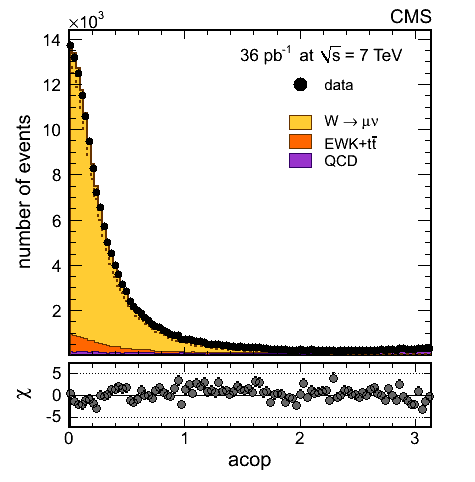 ×10³
CMS
36 pb⁻¹ at √s = 7 TeV
data
W → μν
EWK+tt̄
QCD
number of events
14
12
10
8
6
4
2
χ
5
0
-5
0
1
2
3
acop